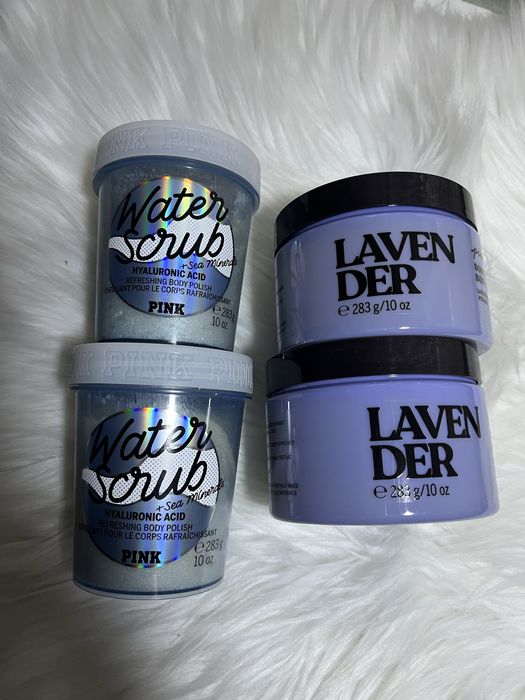 PINK PINK
Water
Scrub
+ Sea Minerals
HYALURONIC ACID
REFRESHING BODY POLISH
EXFOLIANT POUR LE CORPS RAFRAÎCHISSANT
PINK
℮ 283 g
10 oz
LAVEN
DER
℮ 283 g/10 oz
PINK PINK
Water
Scrub
+ Sea Minerals
HYALURONIC ACID
REFRESHING BODY POLISH
EXFOLIANT POUR LE CORPS RAFRAÎCHISSANT
PINK
℮ 283 g
10 oz
LAVEN
DER
℮ 283 g/10 oz